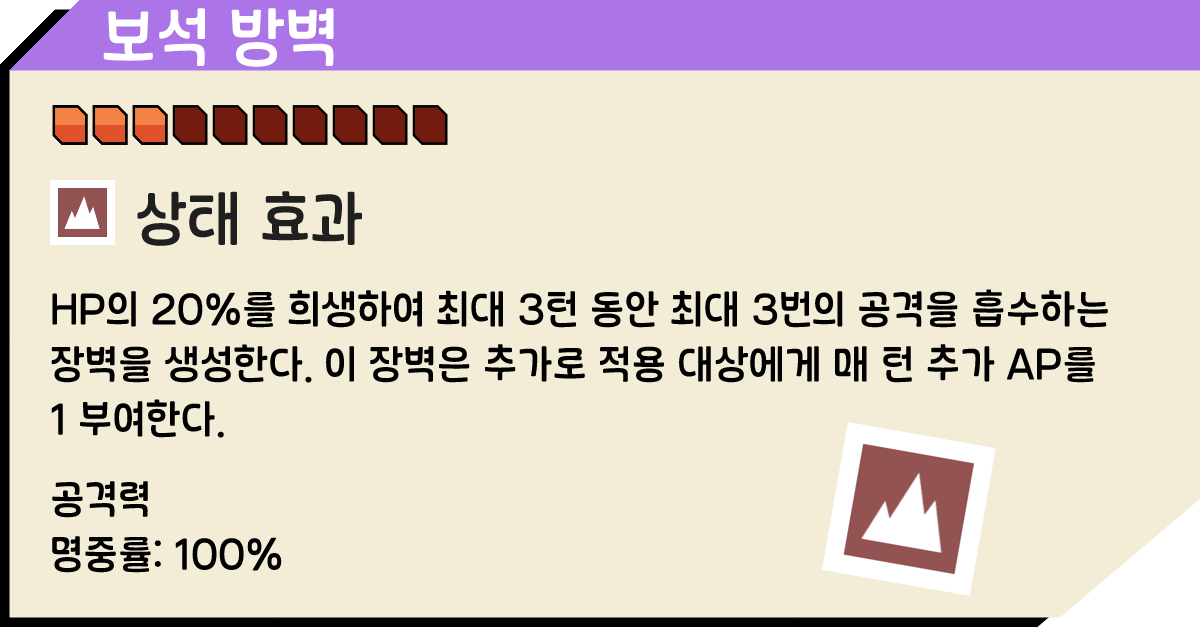 보석 방벽
상태 효과
HP의 20%를 희생하여 최대 3턴 동안 최대 3번의 공격을 흡수하는
장벽을 생성한다. 이 장벽은 추가로 적용 대상에게 매 턴 추가 AP를
1 부여한다.
공격력
명중률: 100%